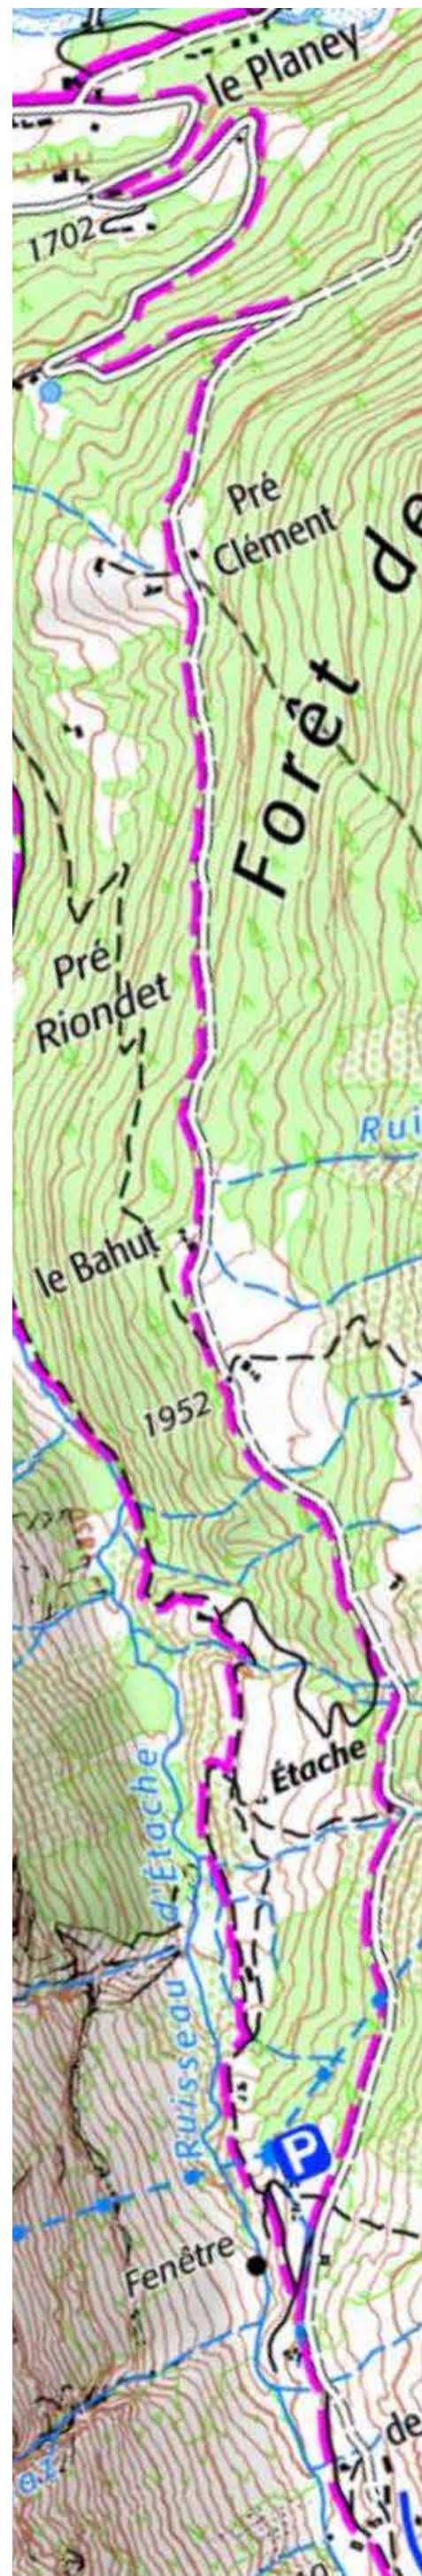 le Planey
1702
Pré
Clément
Forêt de
Pré
Riondet
Rui
le Bahut
1952
Étache
Ruisseau d'Étache
P
Fenêtre
de